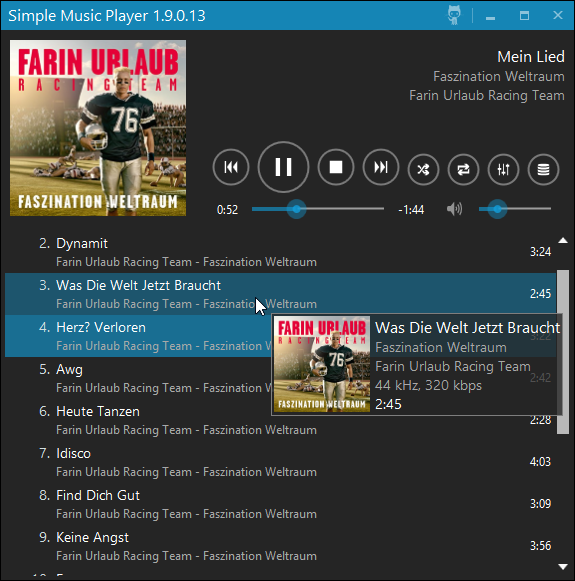 Simple Music Player 1.9.0.13
FARIN URLAUB
RACING TEAM
76
FASZINATION WELTRAUM
Mein Lied
Faszination Weltraum
Farin Urlaub Racing Team
0:52
-1:44
2. Dynamit 3:24
Farin Urlaub Racing Team - Faszination Weltraum
3. Was Die Welt Jetzt Braucht 2:45
Farin Urlaub Racing Team - Faszination Weltraum
4. Herz? Verloren 3:22
Farin Urlaub Racing Team - Faszination
FARIN URLAUB
RACING TEAM
76
FASZINATION WELTRAUM
Was Die Welt Jetzt Braucht
Faszination Weltraum
Farin Urlaub Racing Team
44 kHz, 320 kbps
2:45
5. Awg 2:42
Farin Urlaub Racing Team - Faszination
6. Heute Tanzen 2:28
Farin Urlaub Racing Team - Faszination Weltraum
7. Idisco 4:03
Farin Urlaub Racing Team - Faszination Weltraum
8. Find Dich Gut 3:09
Farin Urlaub Racing Team - Faszination Weltraum
9. Keine Angst 3:56
Farin Urlaub Racing Team - Faszination Weltraum